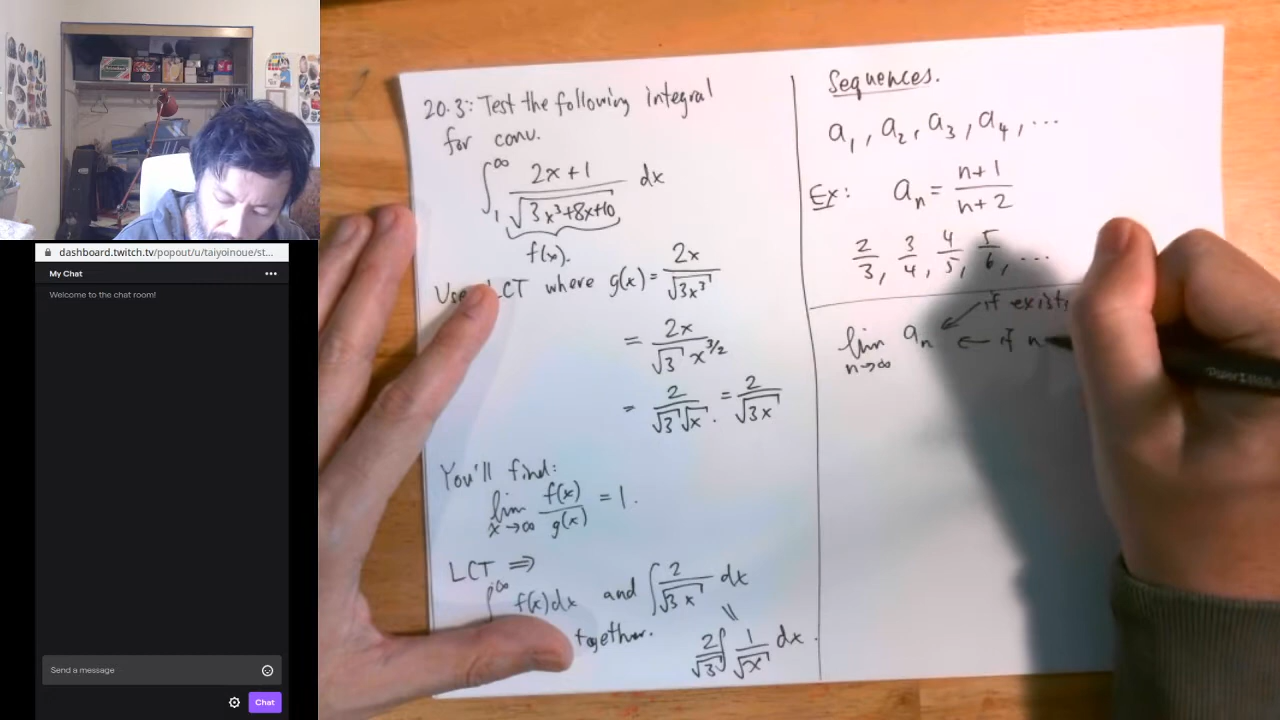 dashboard.twitch.tv/popout/u/taiyoinoue/st...
My Chat
Welcome to the chat room!
Send a message
Chat
20.3: Test the following integral
for conv.
∫₁^∞ (2x+1)/√(3x³+8x+10) dx
f(x).
Use LCT where g(x) = 2x/√(3x³)
= 2x/(√3 x^(3/2))
= 2/(√3 √x). = 2/√(3x)
You'll find:
lim x→∞ f(x)/g(x) = 1.
LCT ⇒
∫^∞ f(x)dx and ∫ 2/√(3x) dx
together.
॥
2/√3 ∫ 1/√x dx.
Sequences.
a₁, a₂, a₃, a₄, ...
Ex: aₙ = (n+1)/(n+2)
2/3, 3/4, 4/5, 5/6, ...
if exists
lim n→∞ aₙ ← if